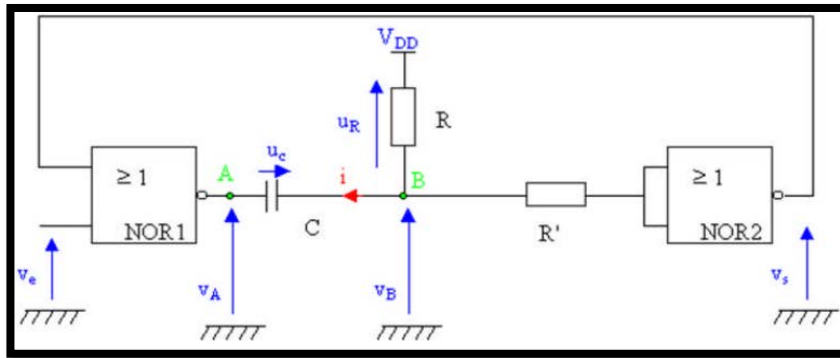 V_DD
u_R
R
u_c
A
i
B
≥ 1
NOR1
C
R'
≥ 1
NOR2
v_e
v_A
v_B
v_s